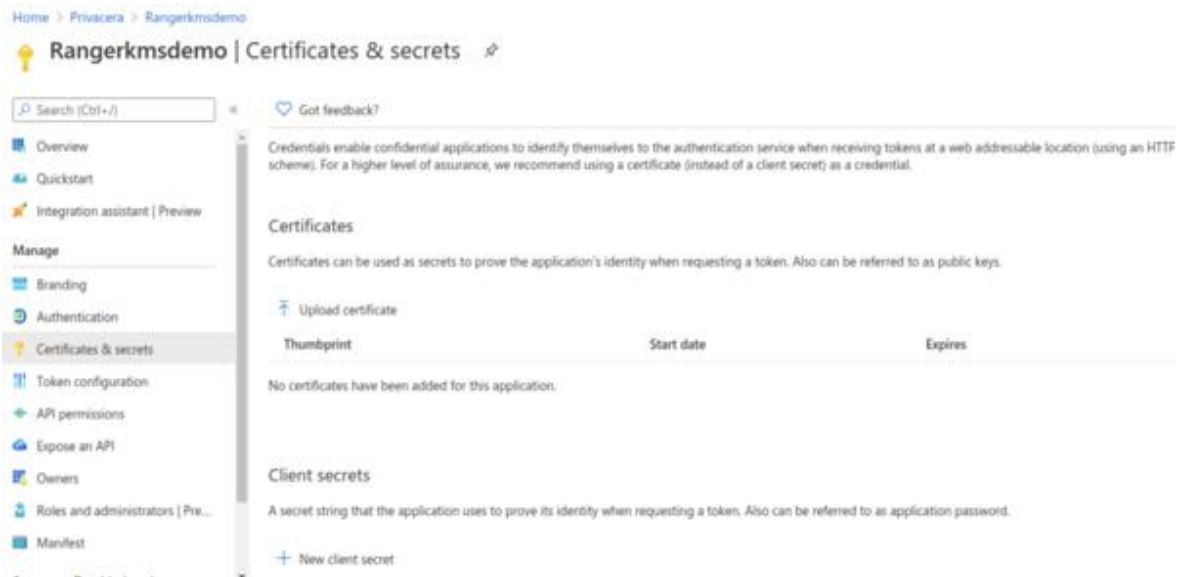 Home > Privacera > Rangerkmsdemo
Rangerkmsdemo | Certificates & secrets
Search (Ctrl+/)
«
Got feedback?
Overview
Quickstart
Integration assistant | Preview
Manage
Branding
Authentication
Certificates & secrets
Token configuration
API permissions
Expose an API
Owners
Roles and administrators | Pre...
Manifest
Credentials enable confidential applications to identify themselves to the authentication service when receiving tokens at a web addressable location (using an HTTP
scheme). For a higher level of assurance, we recommend using a certificate (instead of a client secret) as a credential.
Certificates
Certificates can be used as secrets to prove the application's identity when requesting a token. Also can be referred to as public keys.
Upload certificate
Thumbprint Start date Expires
No certificates have been added for this application.
Client secrets
A secret string that the application uses to prove its identity when requesting a token. Also can be referred to as application password.
New client secret